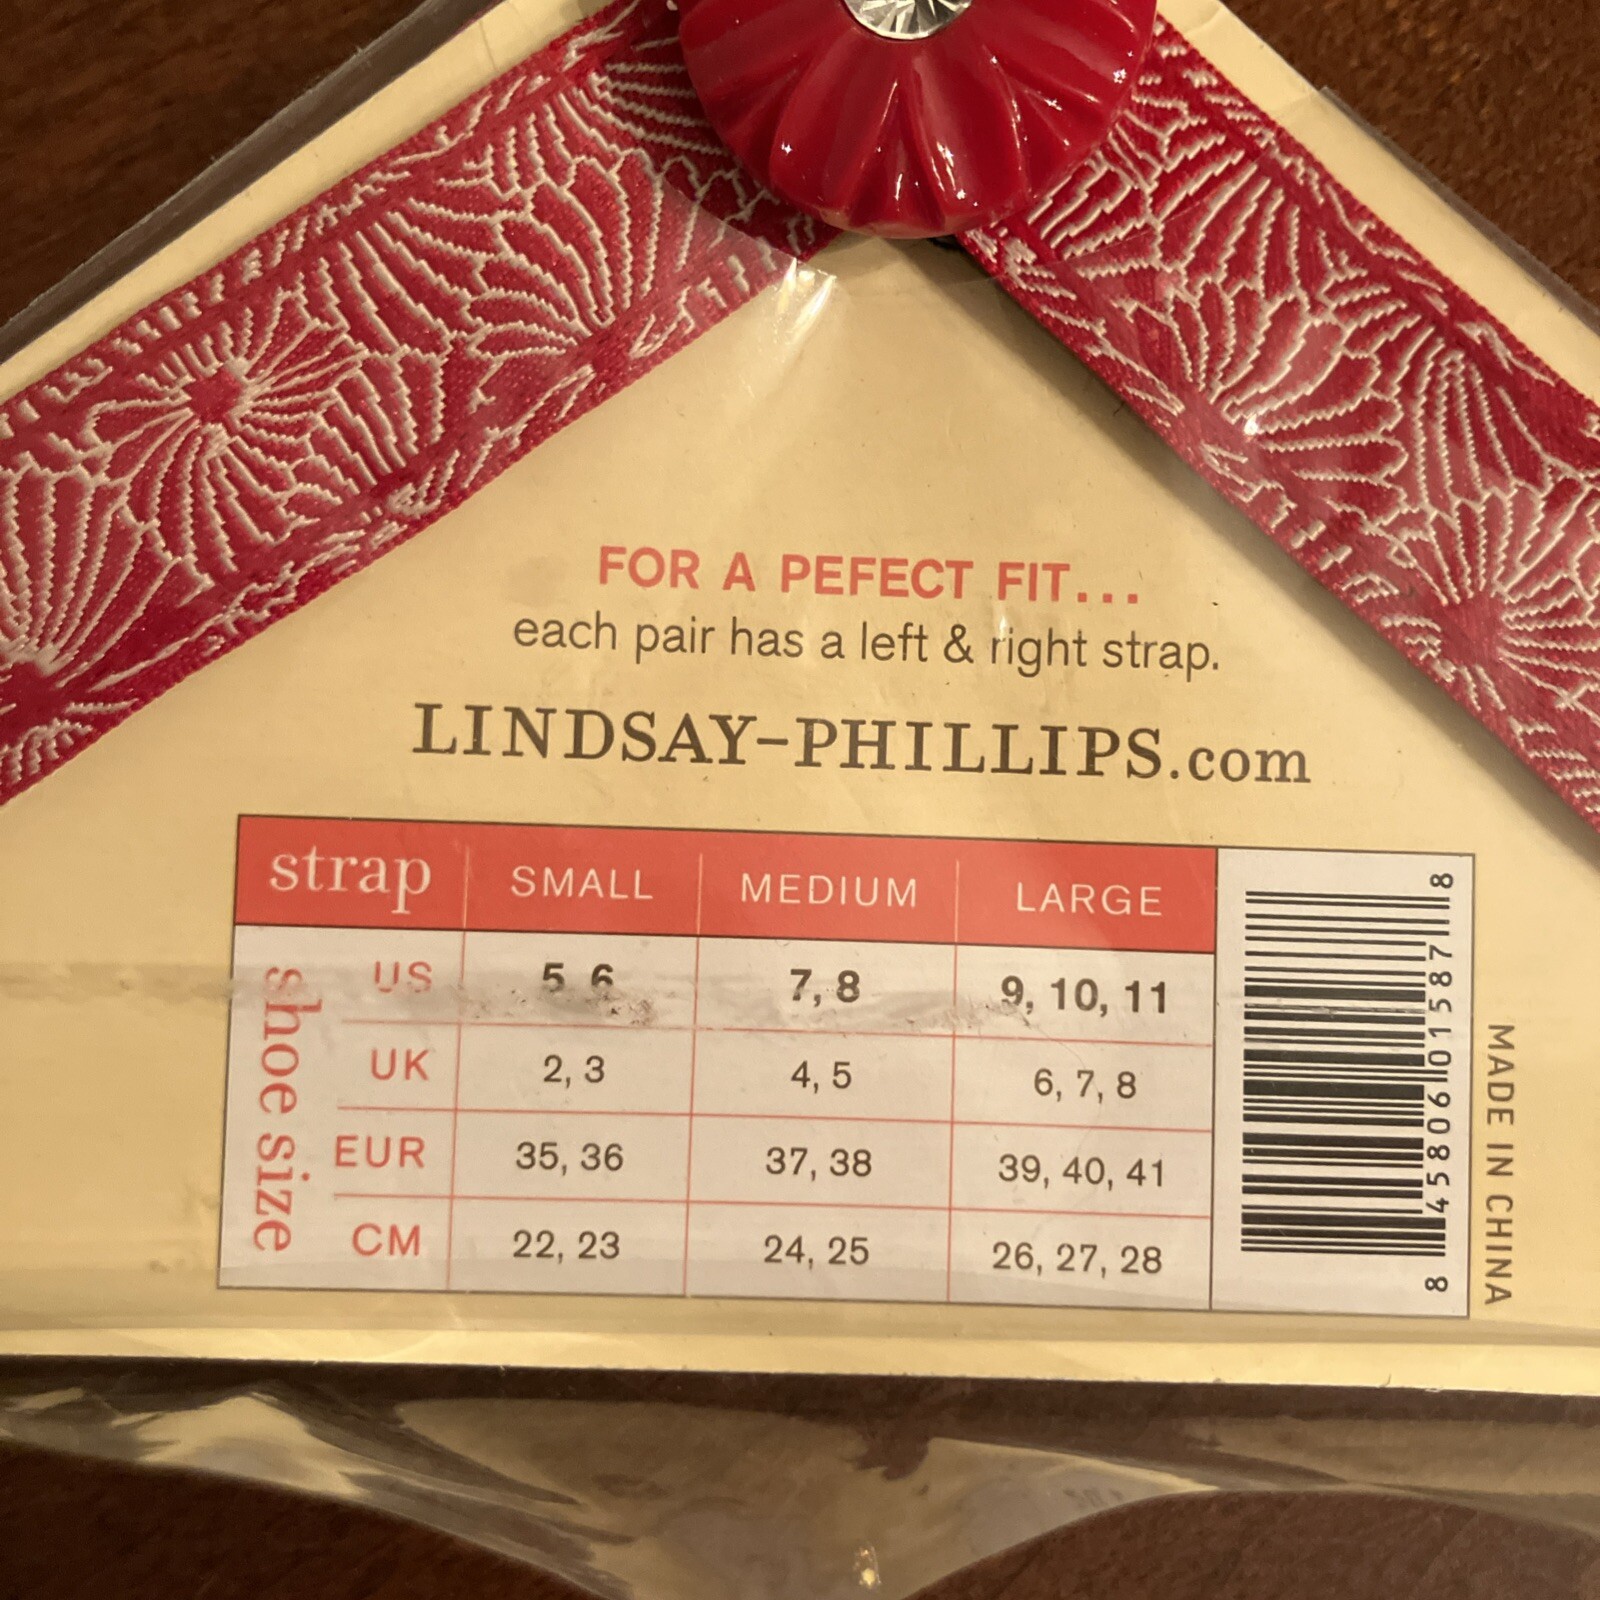 FOR A PEFECT FIT...
each pair has a left & right strap.
LINDSAY-PHILLIPS.com
strap SMALL MEDIUM LARGE
shoe size
US 5 6 7, 8 9, 10, 11
UK 2, 3 4, 5 6, 7, 8
EUR 35, 36 37, 38 39, 40, 41
CM 22, 23 24, 25 26, 27, 28
8 45806 01587 8
MADE IN CHINA